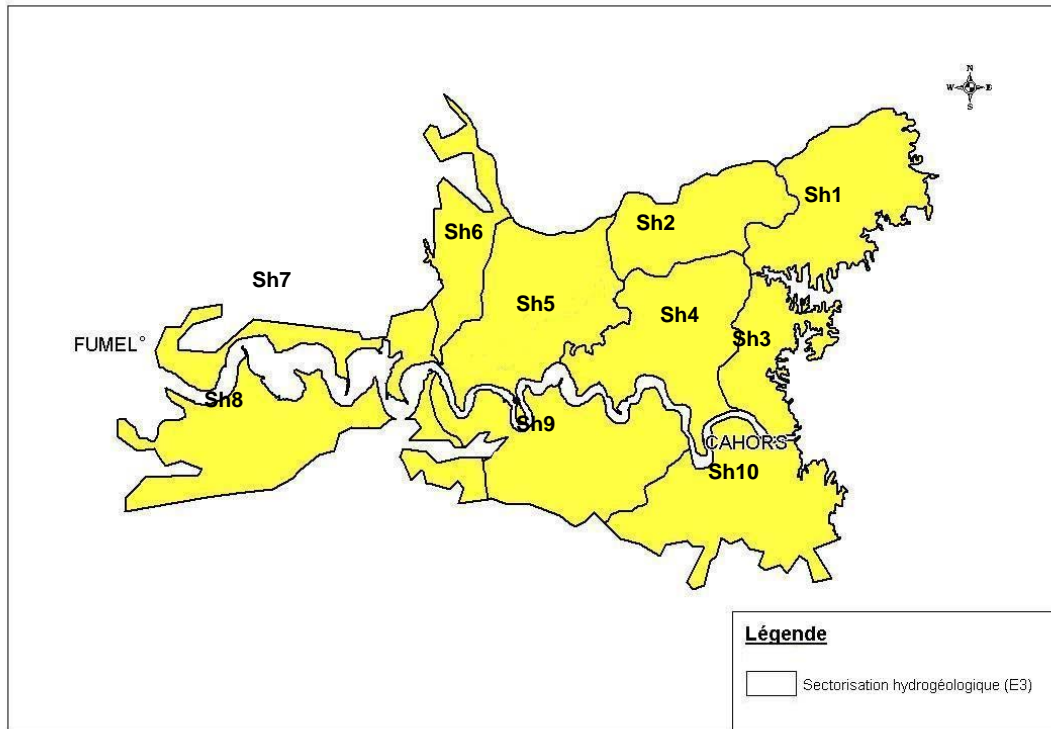 N
W E
S
Sh1
Sh2
Sh6
Sh7
Sh5
Sh4
Sh3
FUMEL°
Sh8
Sh9
CAHORS
Sh10
Légende
Sectorisation hydrogéologique (E3)